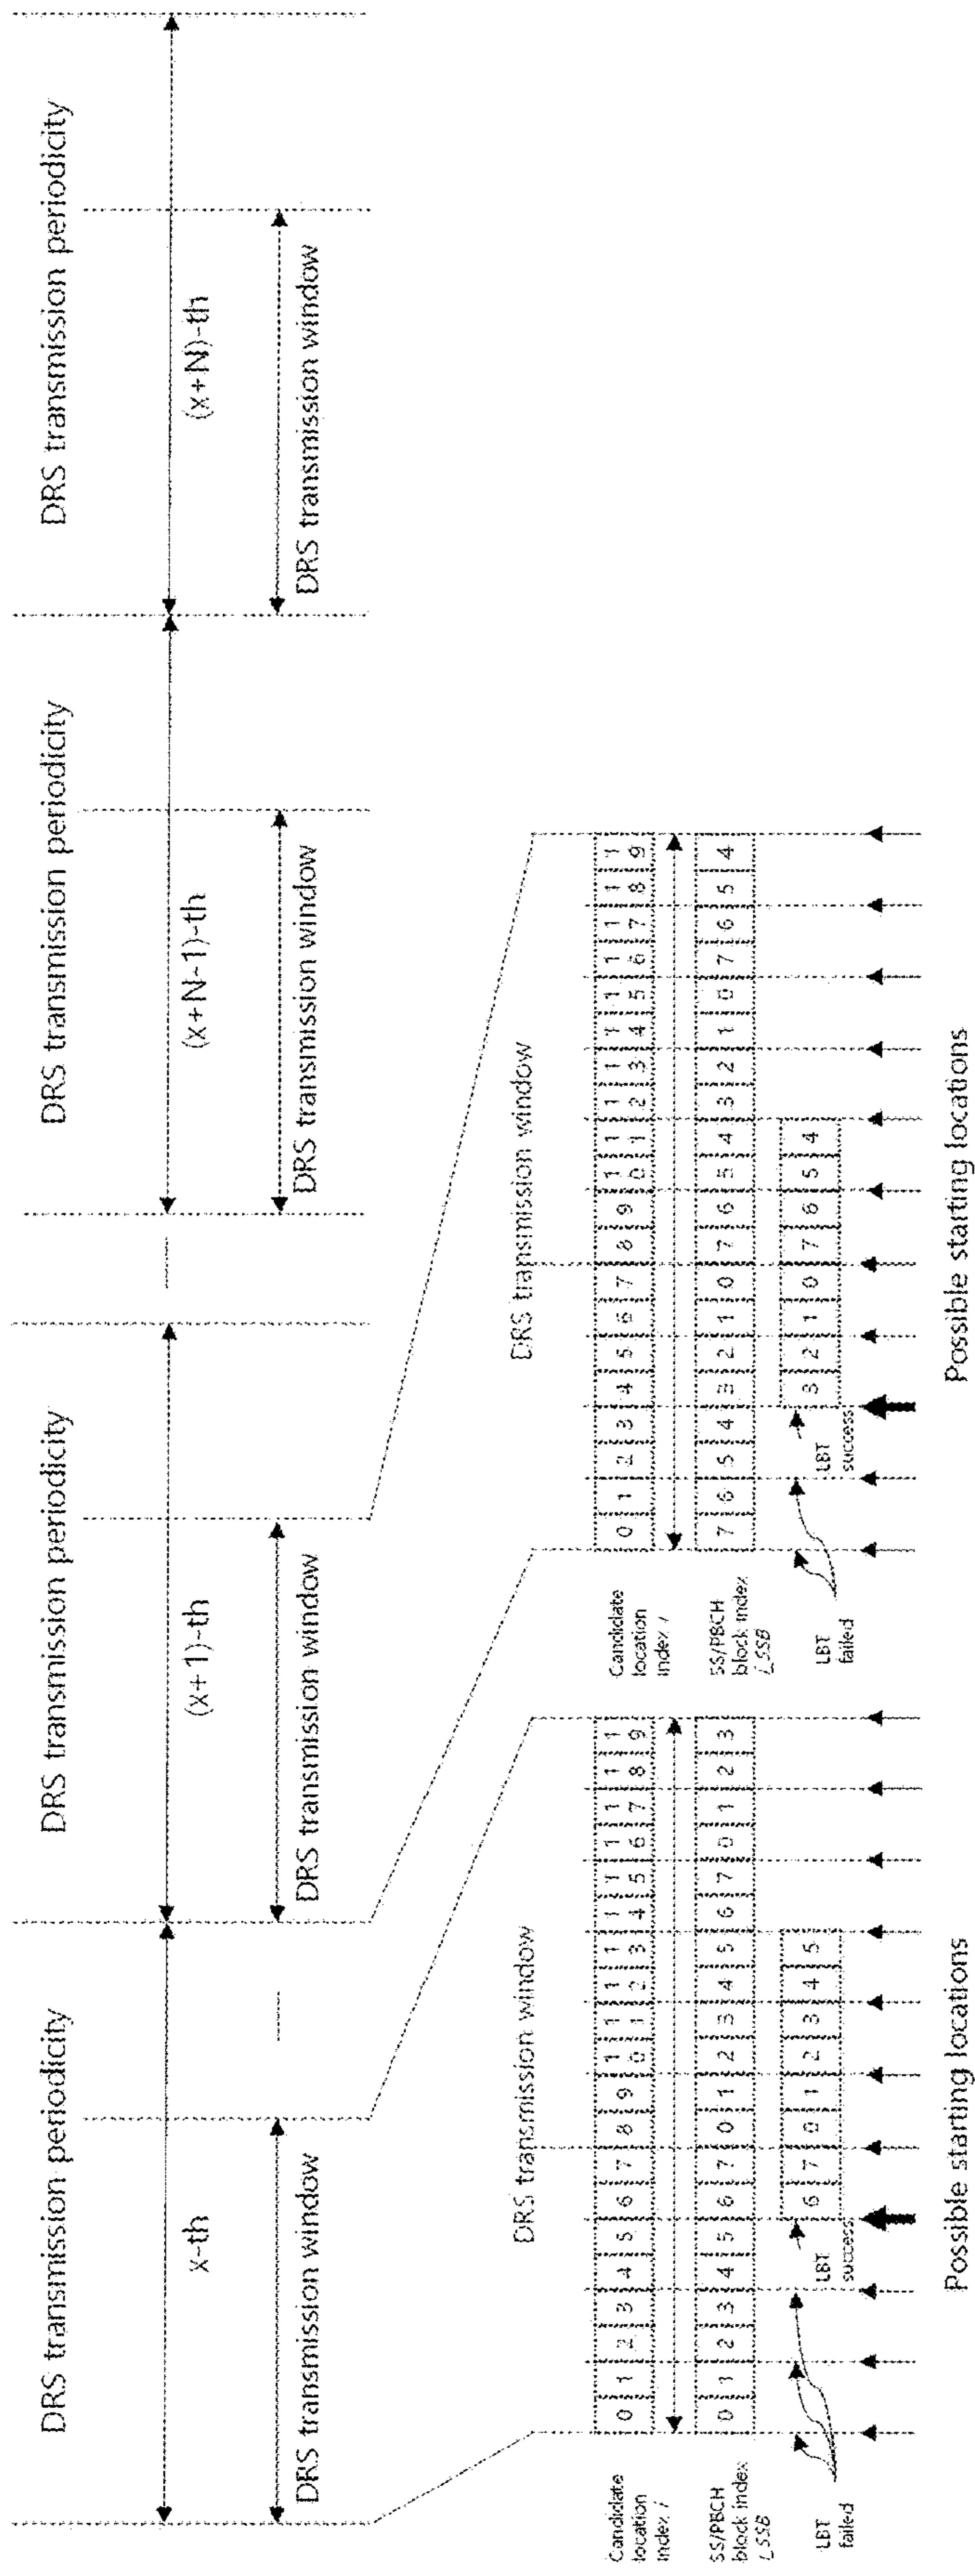 DRS transmission periodicity
DRS transmission periodicity
DRS transmission periodicity
DRS transmission periodicity
x-th
(x+1)-th
(x+N-1)-th
(x+N)-th
DRS transmission window
DRS transmission window
DRS transmission window
DRS transmission window
DRS transmission window
Candidate
location
index i
0 1 2 3 4 5 6 7 8 9 10 11 12 13 14 15 16 17 18 19
SS/PBCH
block index
i_SSB
0 1 2 3 4 5 6 7 0 1 2 3 4 5 6 7 0 1 2 3
6 7 0 1 2 3 4 5
LBT
failed
LBT
success
Possible starting locations
DRS transmission window
Candidate
location
index i
0 1 2 3 4 5 6 7 8 9 10 11 12 13 14 15 16 17 18 19
SS/PBCH
block index
i_SSB
7 6 5 4 3 2 1 0 7 6 5 4 3 2 1 0 7 6 5 4
3 2 1 0 7 6 5 4
LBT
failed
LBT
success
Possible starting locations